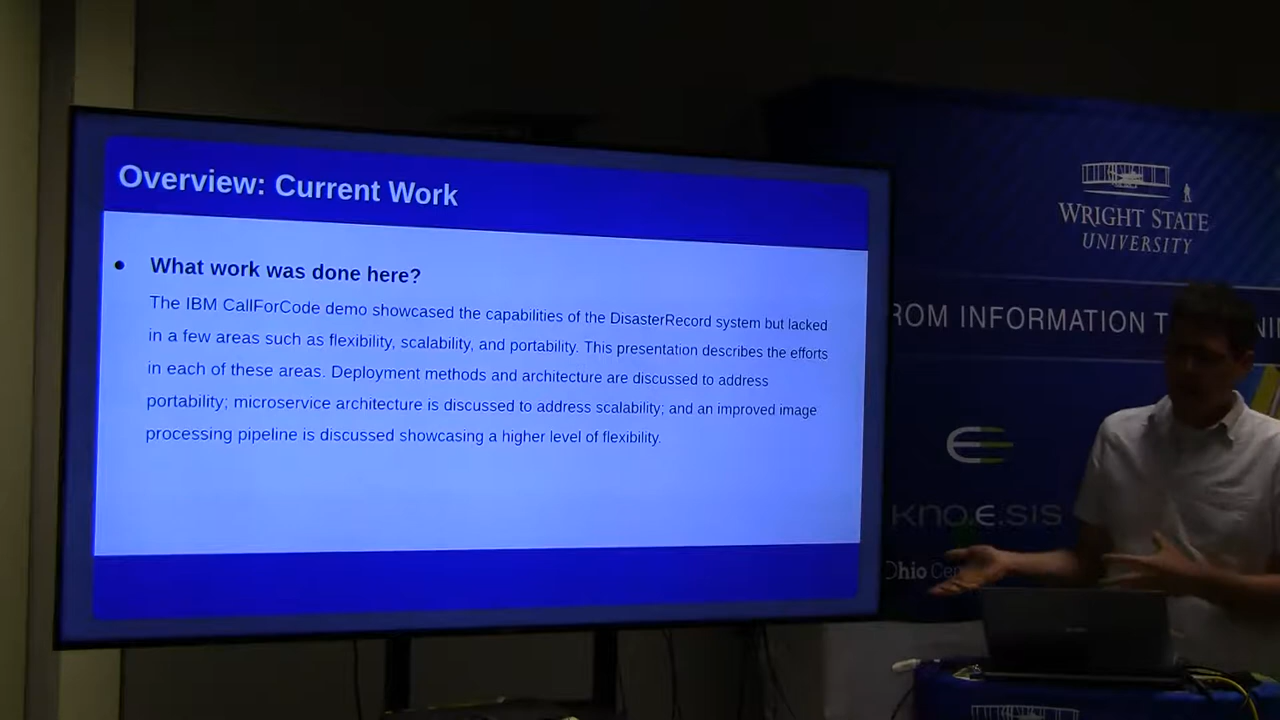 Overview: Current Work
● What work was done here?
The IBM CallForCode demo showcased the capabilities of the DisasterRecord system but lacked
in a few areas such as flexibility, scalability, and portability. This presentation describes the efforts
in each of these areas. Deployment methods and architecture are discussed to address
portability; microservice architecture is discussed to address scalability; and an improved image
processing pipeline is discussed showcasing a higher level of flexibility.
WRIGHT STATE
UNIVERSITY
ROM INFORMATION T
KNO.E.SIS
Ohio Cen
WRIGHT STATE